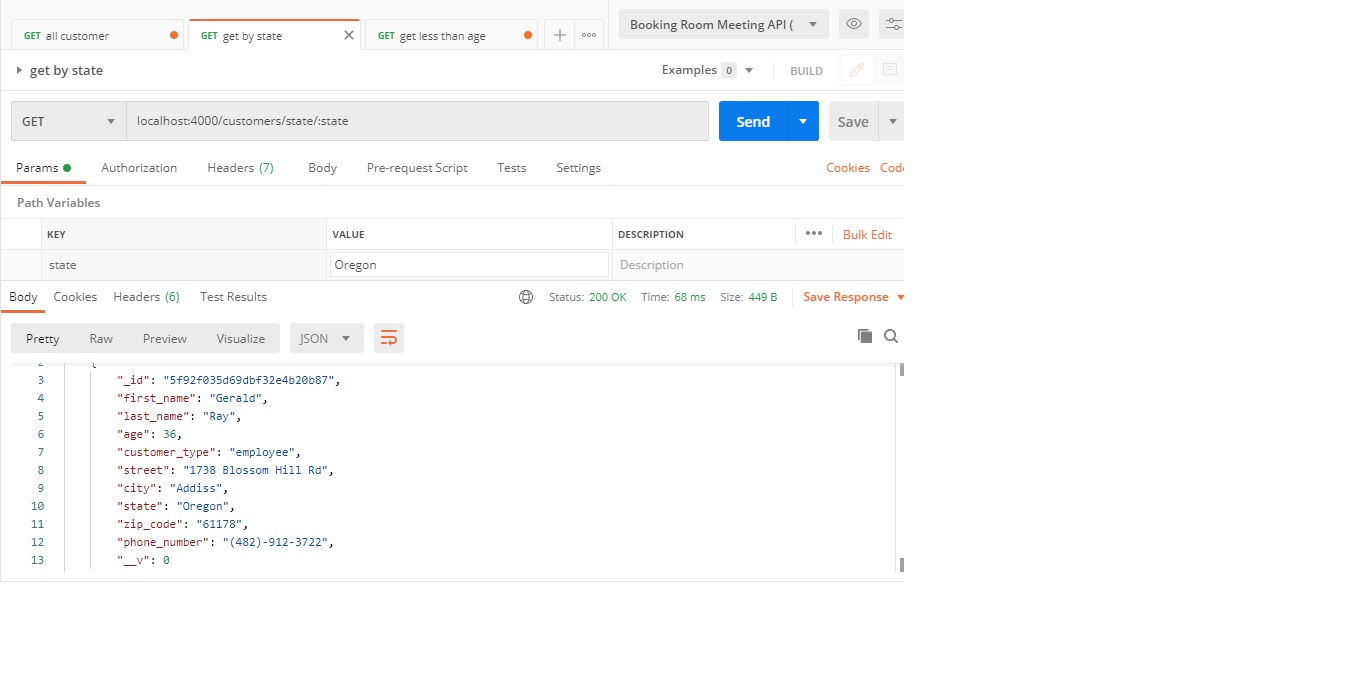 GET all customer
GET get by state
GET get less than age
Booking Room Meeting API (
get by state
Examples 0
BUILD
GET
localhost:4000/customers/state/:state
Send
Save
Params
Authorization
Headers (7)
Body
Pre-request Script
Tests
Settings
Cookies
Code
Path Variables
KEY
VALUE
DESCRIPTION
Bulk Edit
state
Oregon
Description
Body
Cookies
Headers (6)
Test Results
Status: 200 OK
Time: 68 ms
Size: 449 B
Save Response
Pretty
Raw
Preview
Visualize
JSON
2 {
3 "_id": "5f92f035d69dbf32e4b20b87",
4 "first_name": "Gerald",
5 "last_name": "Ray",
6 "age": 36,
7 "customer_type": "employee",
8 "street": "1738 Blossom Hill Rd",
9 "city": "Addiss",
10 "state": "Oregon",
11 "zip_code": "61178",
12 "phone_number": "(482)-912-3722",
13 "__v": 0